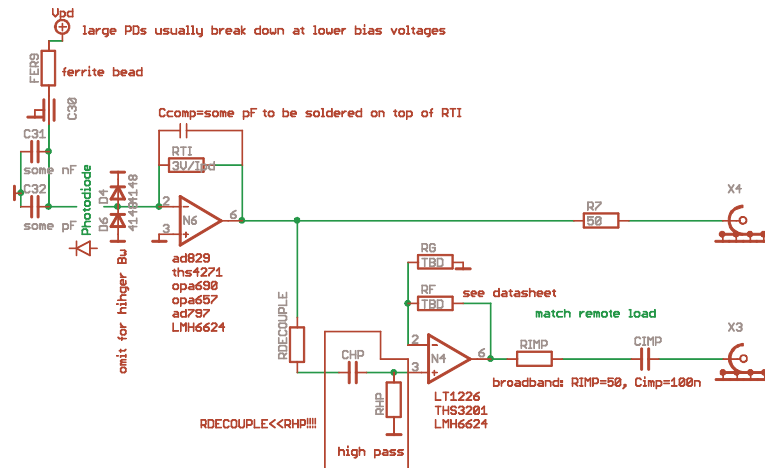 Vpd
large PDs usually break down at lower bias voltages
FER9
ferrite bead
C30
Ccomp=some pF to be soldered on top of RTI
C31
some nF
RTI
3V/Ipd
C32
some pF
Photodiode
D4
4148
D6
4148
2
3
6
N6
X4
R7
50
ad829
ths4271
opa690
opa657
ad797
LMH6624
omit for hihger Bw
RG
TBD
RF
TBD
see datasheet
match remote load
RDECOUPLE
CHP
2
3
6
N4
RIMP
CIMP
X3
broadband: RIMP=50, Cimp=100n
RHP
LT1226
THS3201
LMH6624
RDECOUPLE<<RHP!!!!
high pass